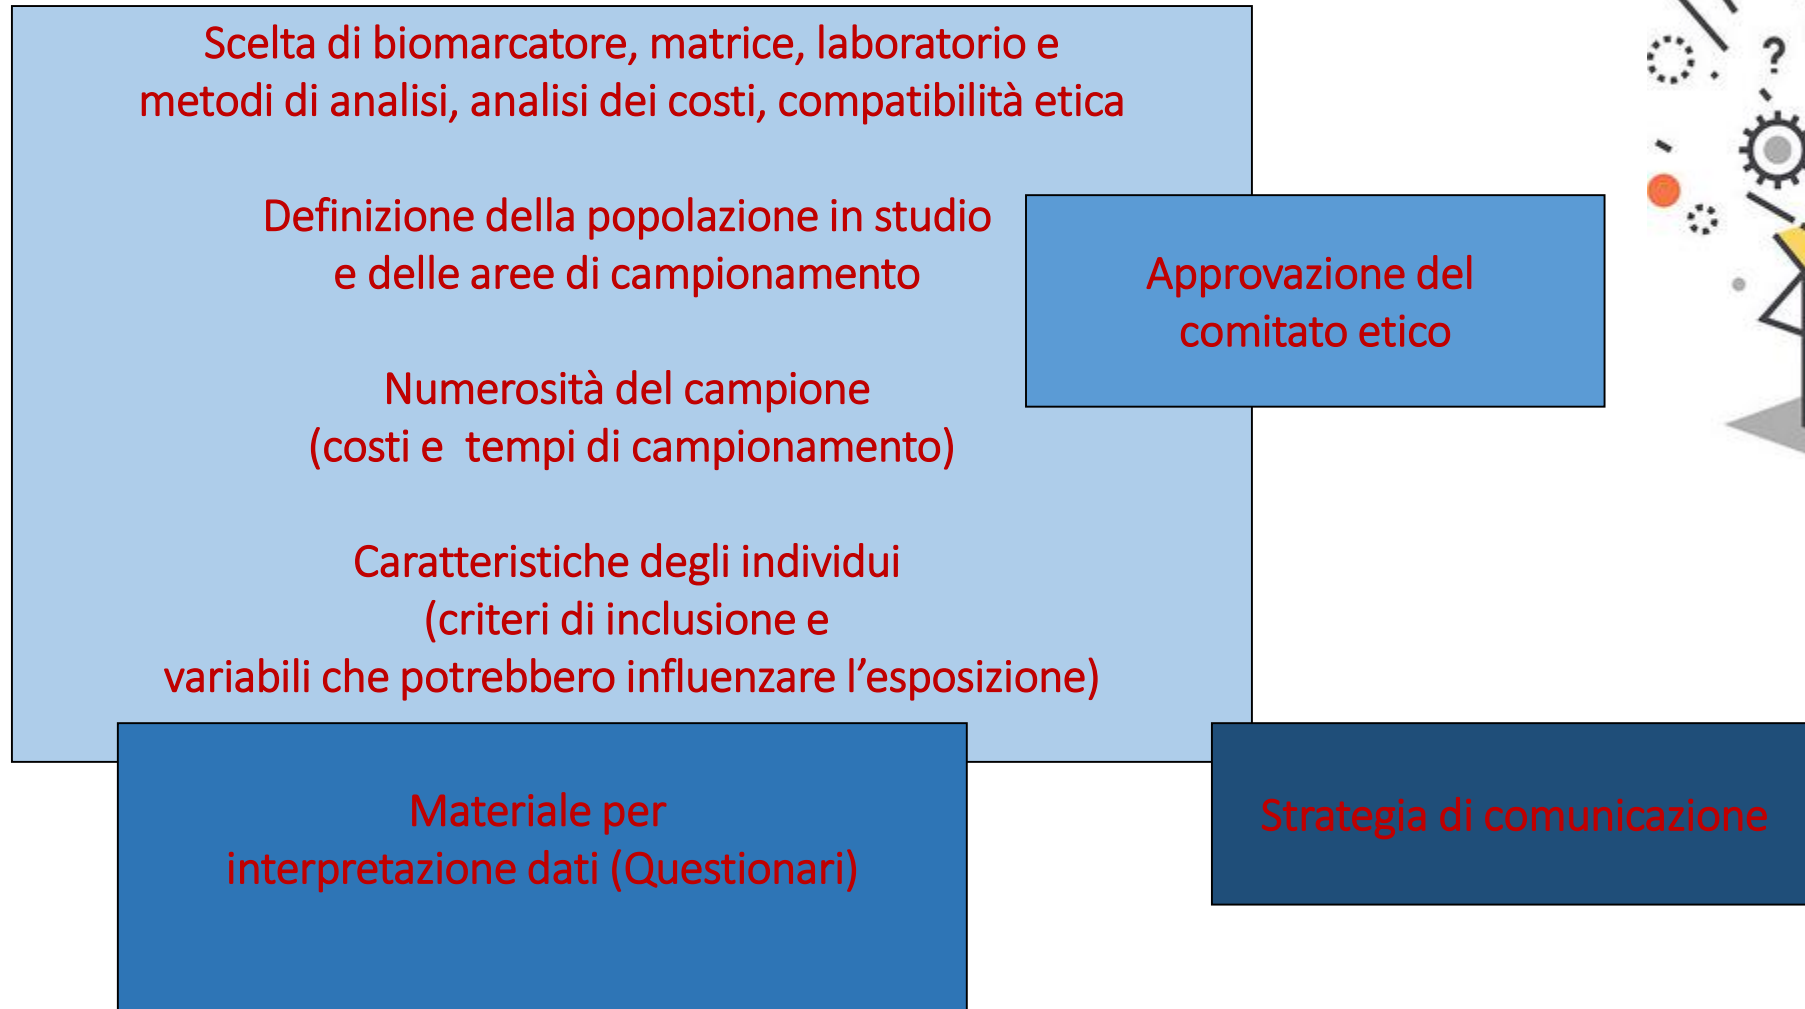 Scelta di biomarcatore, matrice, laboratorio e
metodi di analisi, analisi dei costi, compatibilità etica
Definizione della popolazione in studio
e delle aree di campionamento
Approvazione del
comitato etico
Numerosità del campione
(costi e tempi di campionamento)
Caratteristiche degli individui
(criteri di inclusione e
variabili che potrebbero influenzare l’esposizione)
Materiale per
interpretazione dati (Questionari)
Strategia di comunicazione
?